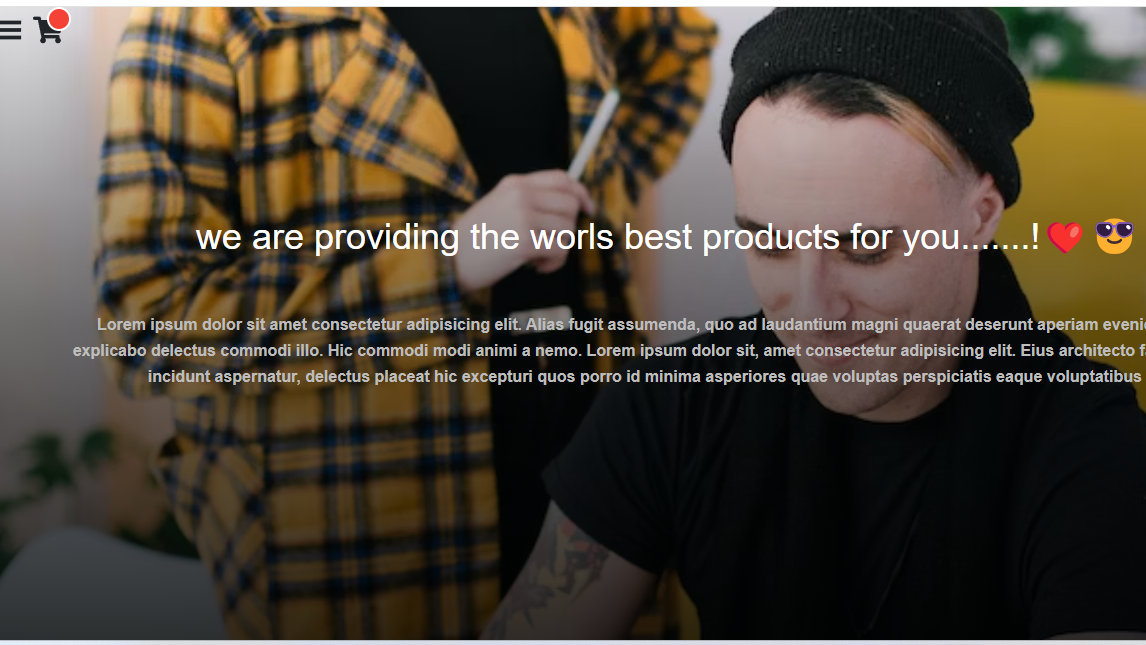 we are providing the worls best products for you.......!❤️ 😎
Lorem ipsum dolor sit amet consectetur adipisicing elit. Alias fugit assumenda, quo ad laudantium magni quaerat deserunt aperiam
explicabo delectus commodi illo. Hic commodi modi animi a nemo. Lorem ipsum dolor sit, amet consectetur adipisicing elit. Eius architecto
incidunt aspernatur, delectus placeat hic excepturi quos porro id minima asperiores quae voluptas perspiciatis eaque voluptatibus